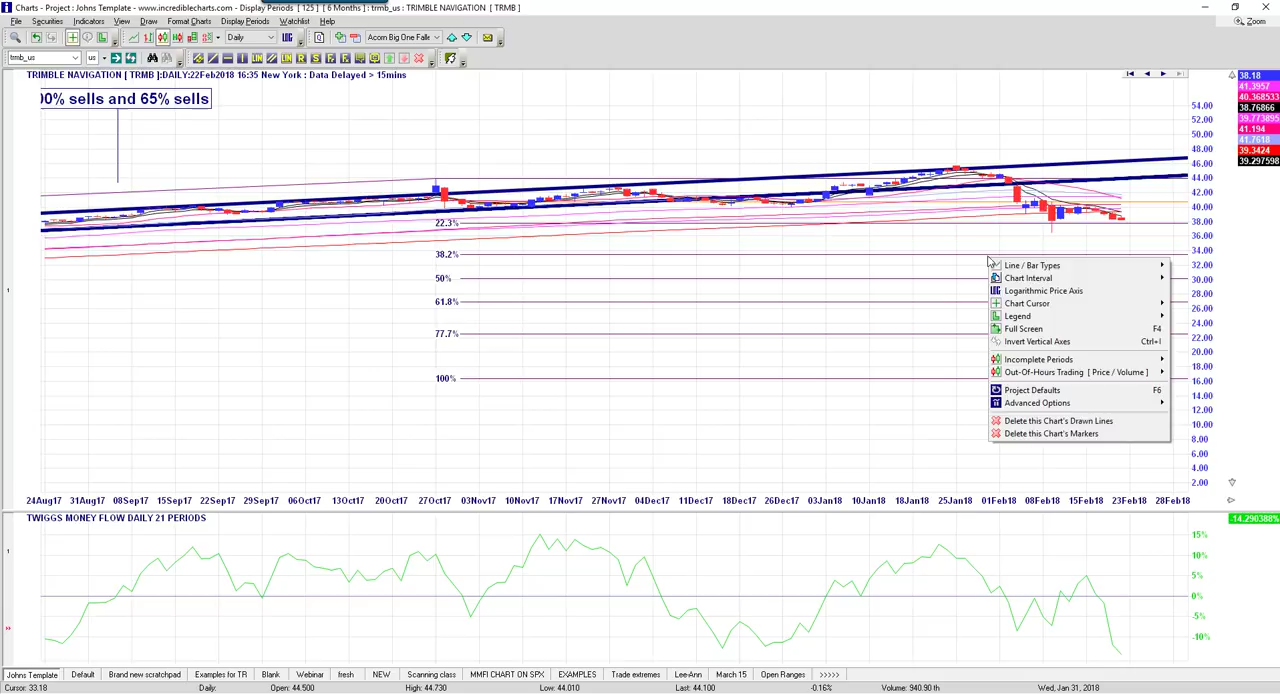 Charts - Project : Johns Template - www.incrediblecharts.com - Display Periods [ 125 ] [ 6 Months ] : trmb_us : TRIMBLE NAVIGATION [ TRMB ]
File Securities Indicators View Draw Format Charts Display Periods Watchlist Help
Zoom
Daily Acorn Big One Falle
trmb_us us
TRIMBLE NAVIGATION [ TRMB ]:DAILY:22Feb2018 16:35 New York : Data Delayed > 15mins
00% sells and 65% sells
38.18
41.3957
40.368533
38.76866
39.773895
41.194
41.7618
39.3424
39.297598
54.00
52.00
50.00
48.00
46.00
44.00
42.00
40.00
38.00
36.00
34.00
32.00
30.00
28.00
26.00
24.00
22.00
20.00
18.00
16.00
14.00
12.00
10.00
8.00
6.00
4.00
2.00
22.3%
38.2%
50%
61.8%
77.7%
100%
Line / Bar Types
Chart Interval
Logarithmic Price Axis
Chart Cursor
Legend
Full Screen F4
Invert Vertical Axes Ctrl+I
Incomplete Periods
Out-Of-Hours Trading [ Price / Volume ]
Project Defaults F6
Advanced Options
Delete this Chart's Drawn Lines
Delete this Chart's Markers
1
24Aug17 31Aug17 08Sep17 15Sep17 22Sep17 29Sep17 06Oct17 13Oct17 20Oct17 27Oct17 03Nov17 10Nov17 17Nov17 27Nov17 04Dec17 11Dec17 18Dec17 26Dec17 03Jan18 10Jan18 18Jan18 25Jan18 01Feb18 08Feb18 15Feb18 23Feb18 28Feb18
TWIGGS MONEY FLOW DAILY 21 PERIODS
-14.290388%
1
15%
10%
5%
0%
-5%
-10%
Johns Template Default Brand new scratchpad Examples for TR Blank Webinar fresh NEW Scanning class MMFI CHART ON SPX EXAMPLES Trade extremes Lee-Ann March 15 Open Ranges >>>>>
Cursor: 33.18 Daily: Open: 44.500 High: 44.730 Low: 44.010 Last: 44.100 -0.16% Volume: 940.90 th Wed, Jan 31, 2018